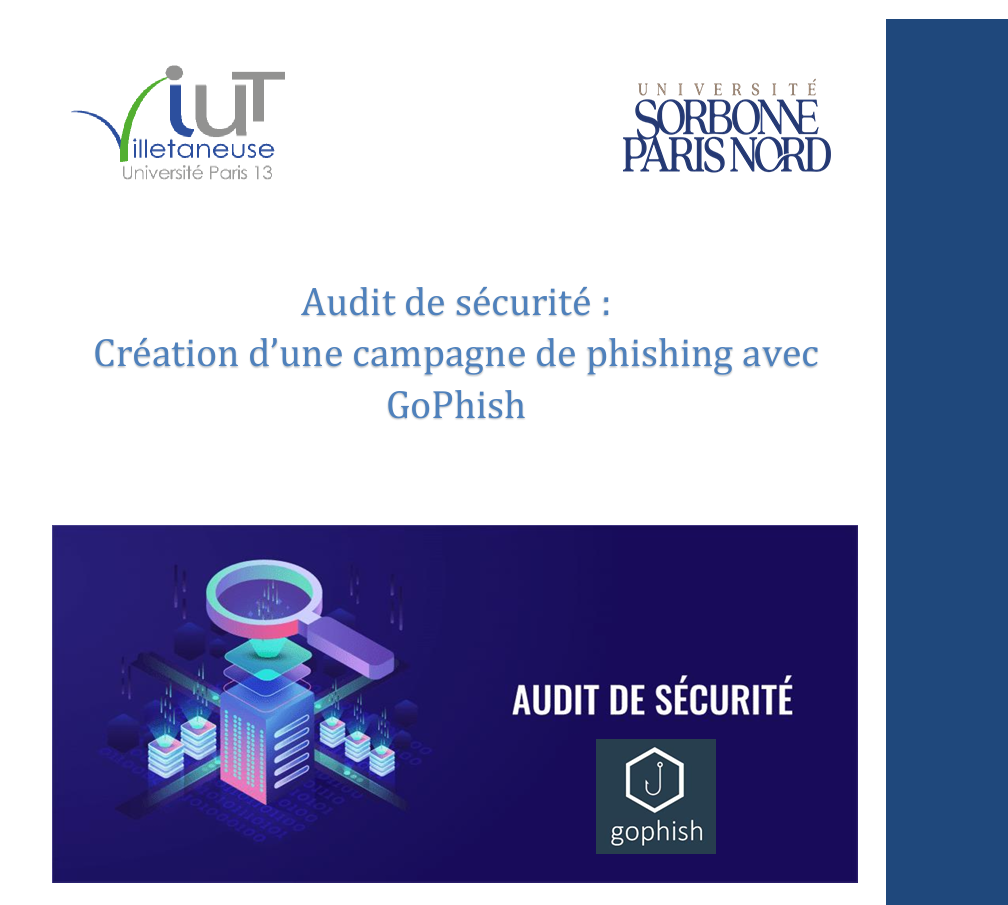 iUT
Villetaneuse
Université Paris 13
UNIVERSITÉ
SORBONNE
PARIS NORD
Audit de sécurité :
Création d’une campagne de phishing avec
GoPhish
AUDIT DE SÉCURITÉ
gophish